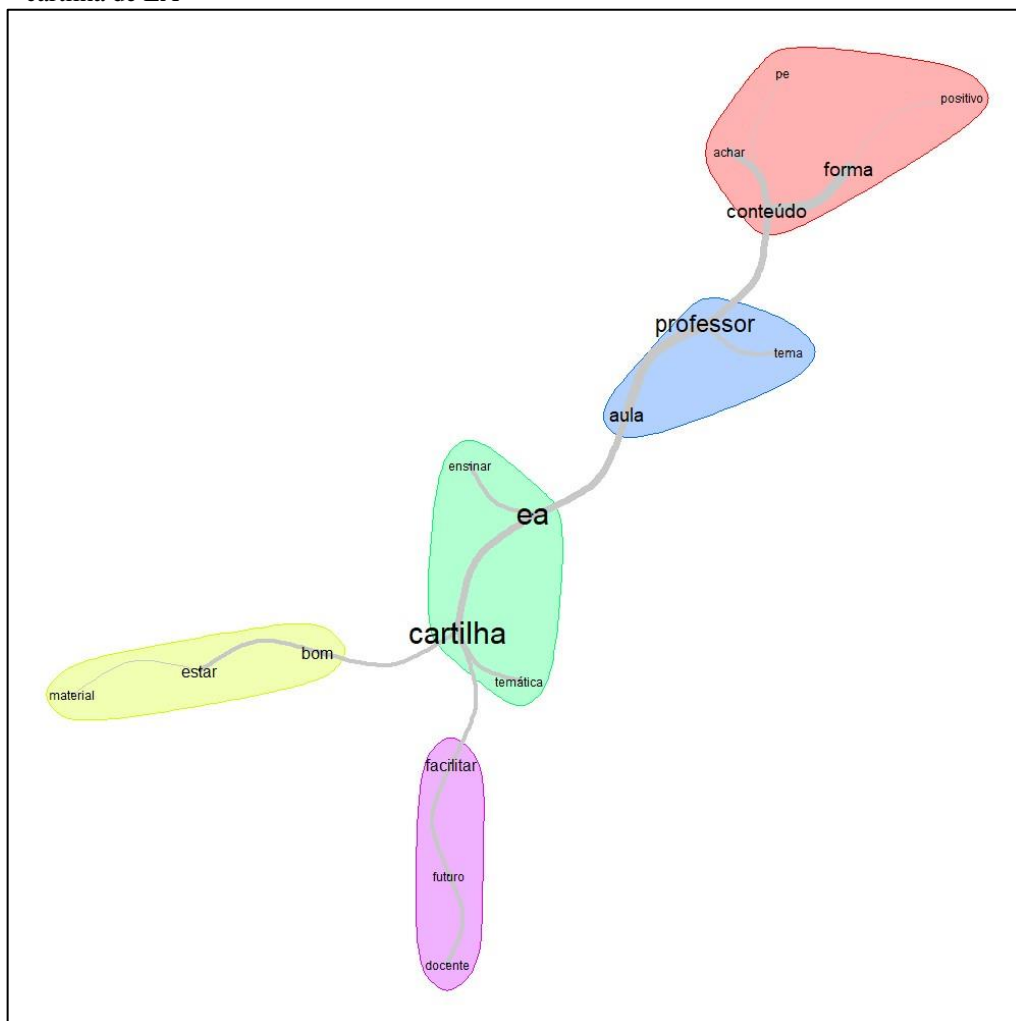 cartilha de EA
pe
positivo
achar
forma
conteúdo
professor
tema
aula
ensinar
ea
cartilha
bom
estar
temática
material
facilitar
futuro
docente